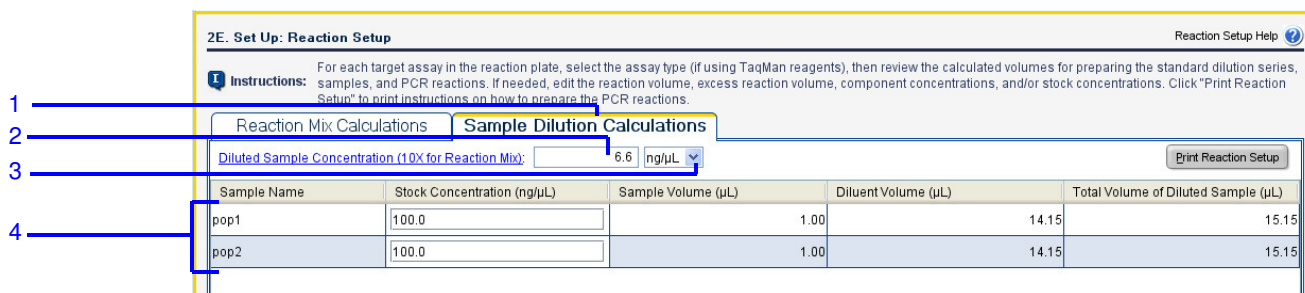 2E. Set Up: Reaction Setup
Reaction Setup Help
Instructions: For each target assay in the reaction plate, select the assay type (if using TaqMan reagents), then review the calculated volumes for preparing the standard dilution series,
samples, and PCR reactions. If needed, edit the reaction volume, excess reaction volume, component concentrations, and/or stock concentrations. Click "Print Reaction
Setup" to print instructions on how to prepare the PCR reactions.
1
Reaction Mix Calculations Sample Dilution Calculations
2
Diluted Sample Concentration (10X for Reaction Mix): 6.6 ng/µL Print Reaction Setup
3
Sample Name Stock Concentration (ng/µL) Sample Volume (µL) Diluent Volume (µL) Total Volume of Diluted Sample (µL)
4
pop1 100.0 1.00 14.15 15.15
pop2 100.0 1.00 14.15 15.15